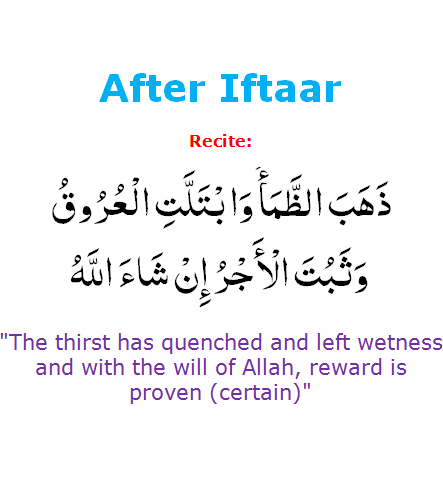 After Iftaar
Recite:
ذَهَبَ الظَّمَأُ وَابْتَلَّتِ الْعُرُوقُ
وَثَبُتَ الْأَجْرُ إِنْ شَاءَ اللَّهُ
"The thirst has quenched and left wetness
and with the will of Allah, reward is
proven (certain)"